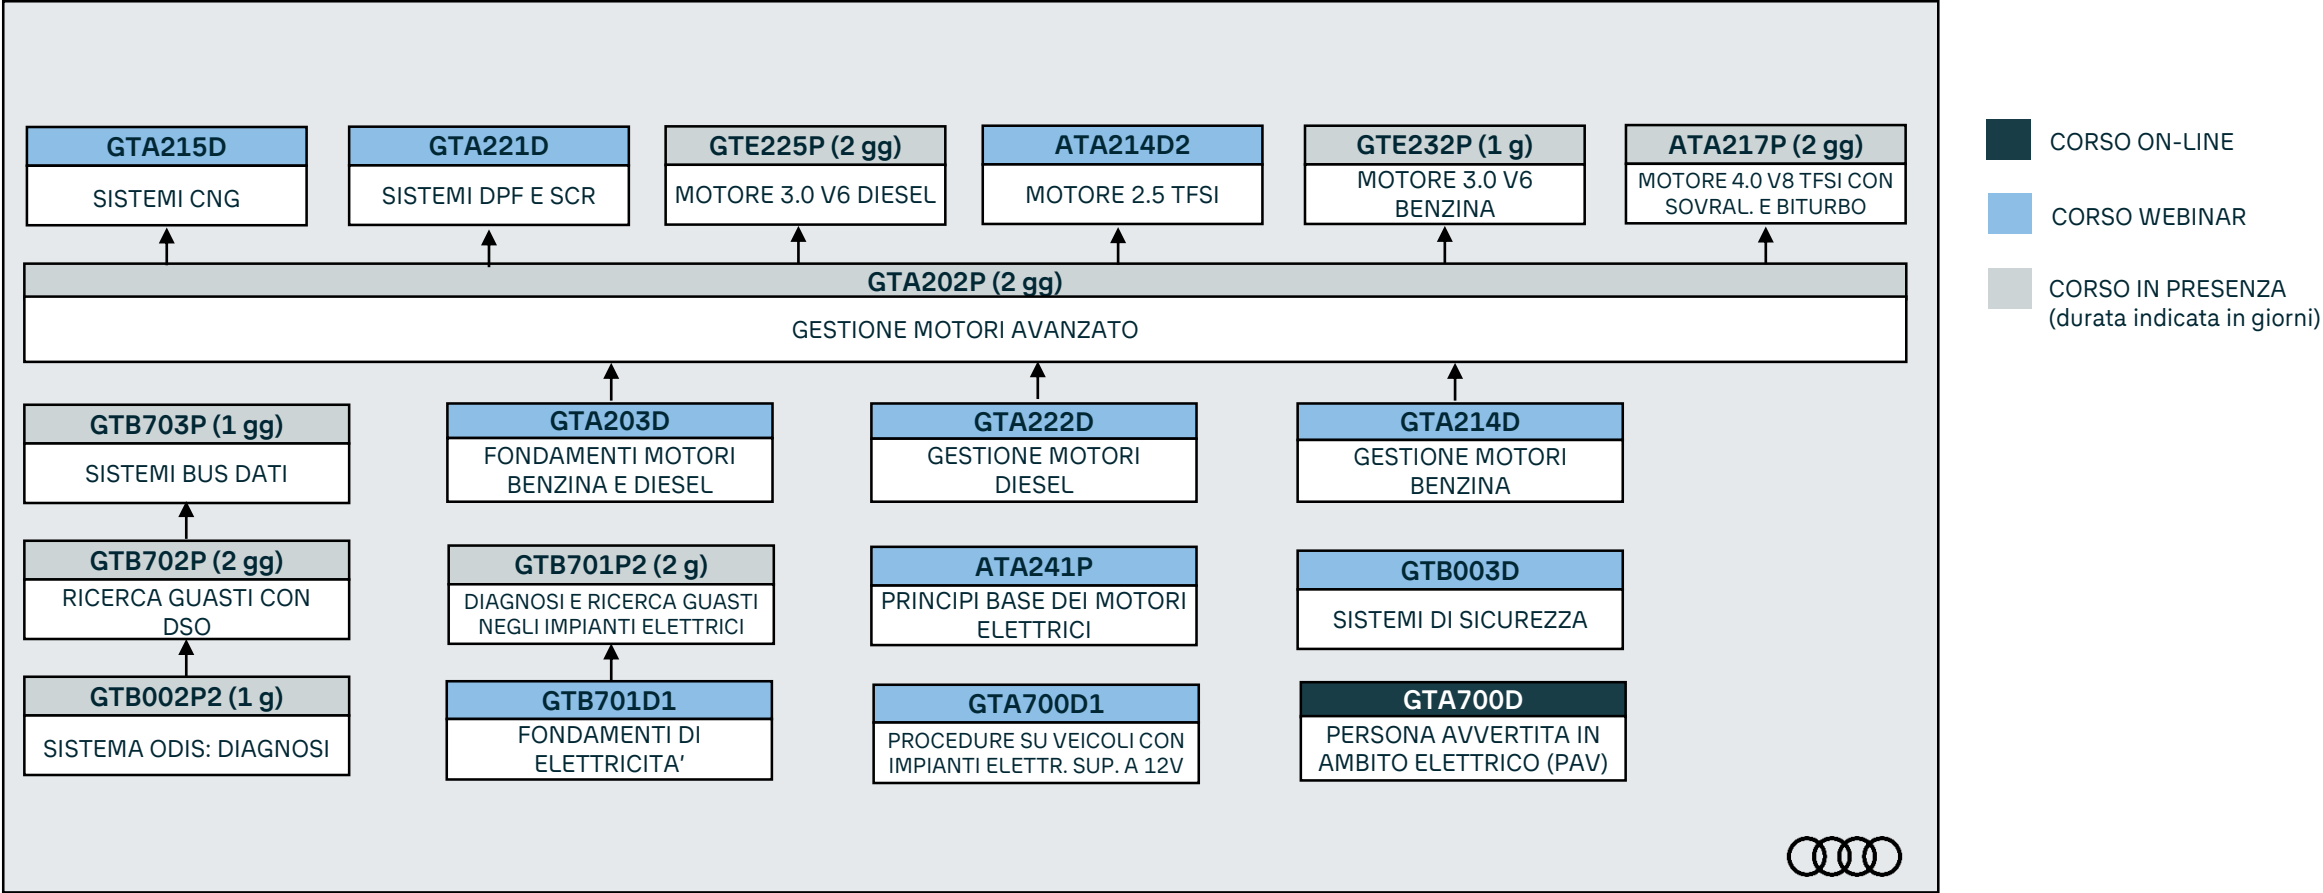 GTA215D
SISTEMI CNG
GTA221D
SISTEMI DPF E SCR
GTE225P (2 gg)
MOTORE 3.0 V6 DIESEL
ATA214D2
MOTORE 2.5 TFSI
GTE232P (1 g)
MOTORE 3.0 V6
BENZINA
ATA217P (2 gg)
MOTORE 4.0 V8 TFSI CON
SOVRAL. E BITURBO
GTA202P (2 gg)
GESTIONE MOTORI AVANZATO
GTB703P (1 gg)
SISTEMI BUS DATI
GTA203D
FONDAMENTI MOTORI
BENZINA E DIESEL
GTA222D
GESTIONE MOTORI
DIESEL
GTA214D
GESTIONE MOTORI
BENZINA
GTB702P (2 gg)
RICERCA GUASTI CON
DSO
GTB701P2 (2 g)
DIAGNOSI E RICERCA GUASTI
NEGLI IMPIANTI ELETTRICI
ATA241P
PRINCIPI BASE DEI MOTORI
ELETTRICI
GTB003D
SISTEMI DI SICUREZZA
GTB002P2 (1 g)
SISTEMA ODIS: DIAGNOSI
GTB701D1
FONDAMENTI DI
ELETTRICITA’
GTA700D1
PROCEDURE SU VEICOLI CON
IMPIANTI ELETTR. SUP. A 12V
GTA700D
PERSONA AVVERTITA IN
AMBITO ELETTRICO (PAV)
CORSO ON-LINE
CORSO WEBINAR
CORSO IN PRESENZA
(durata indicata in giorni)